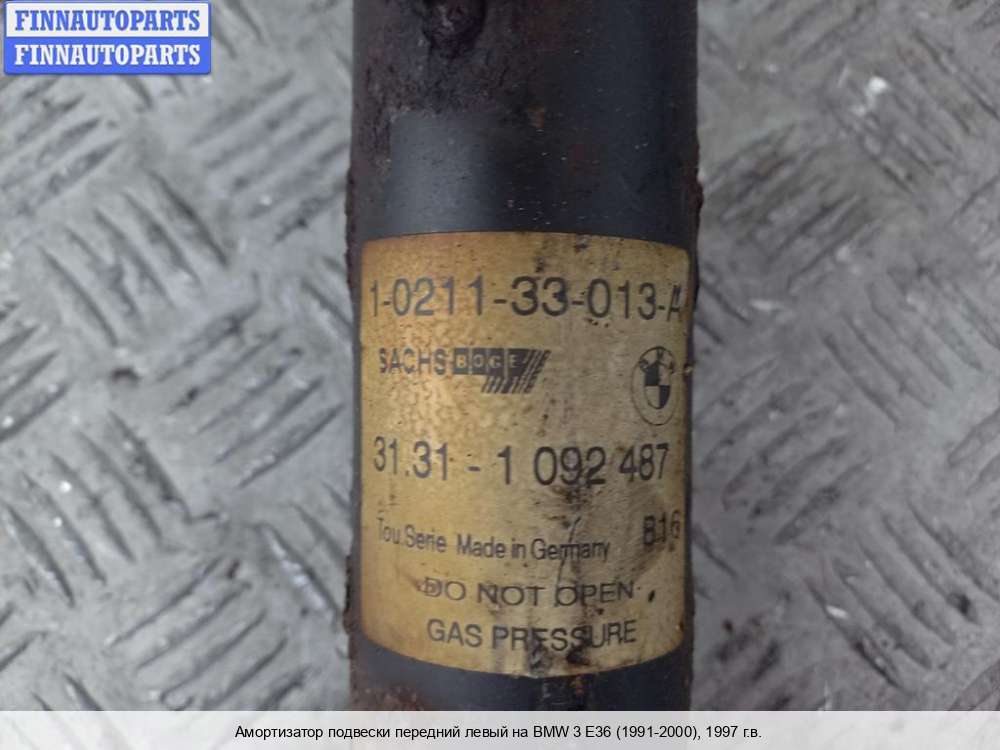 FINNAUTOPARTS
FINNAUTOPARTS
1-0211-33-013-A
SACHS BOGE
31.31 - 1 092 487
Tou.Serie Made in Germany B16
DO NOT OPEN
GAS PRESSURE
Амортизатор подвески передний левый на BMW 3 E36 (1991-2000), 1997 г.в.